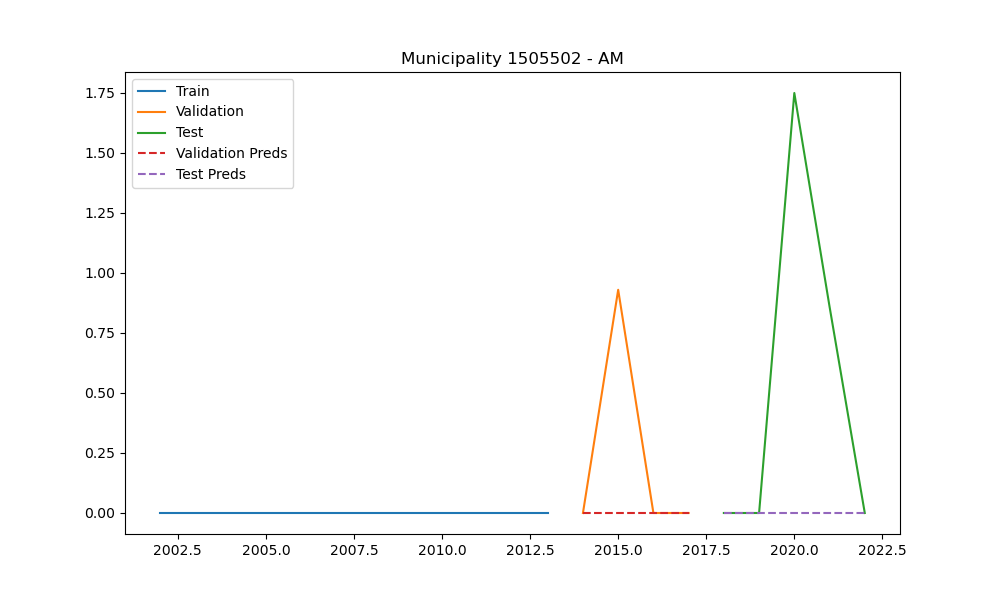 Municipality 1505502 - AM
Train
Validation
Test
Validation Preds
Test Preds
1.75
1.50
1.25
1.00
0.75
0.50
0.25
0.00
2002.5 2005.0 2007.5 2010.0 2012.5 2015.0 2017.5 2020.0 2022.5